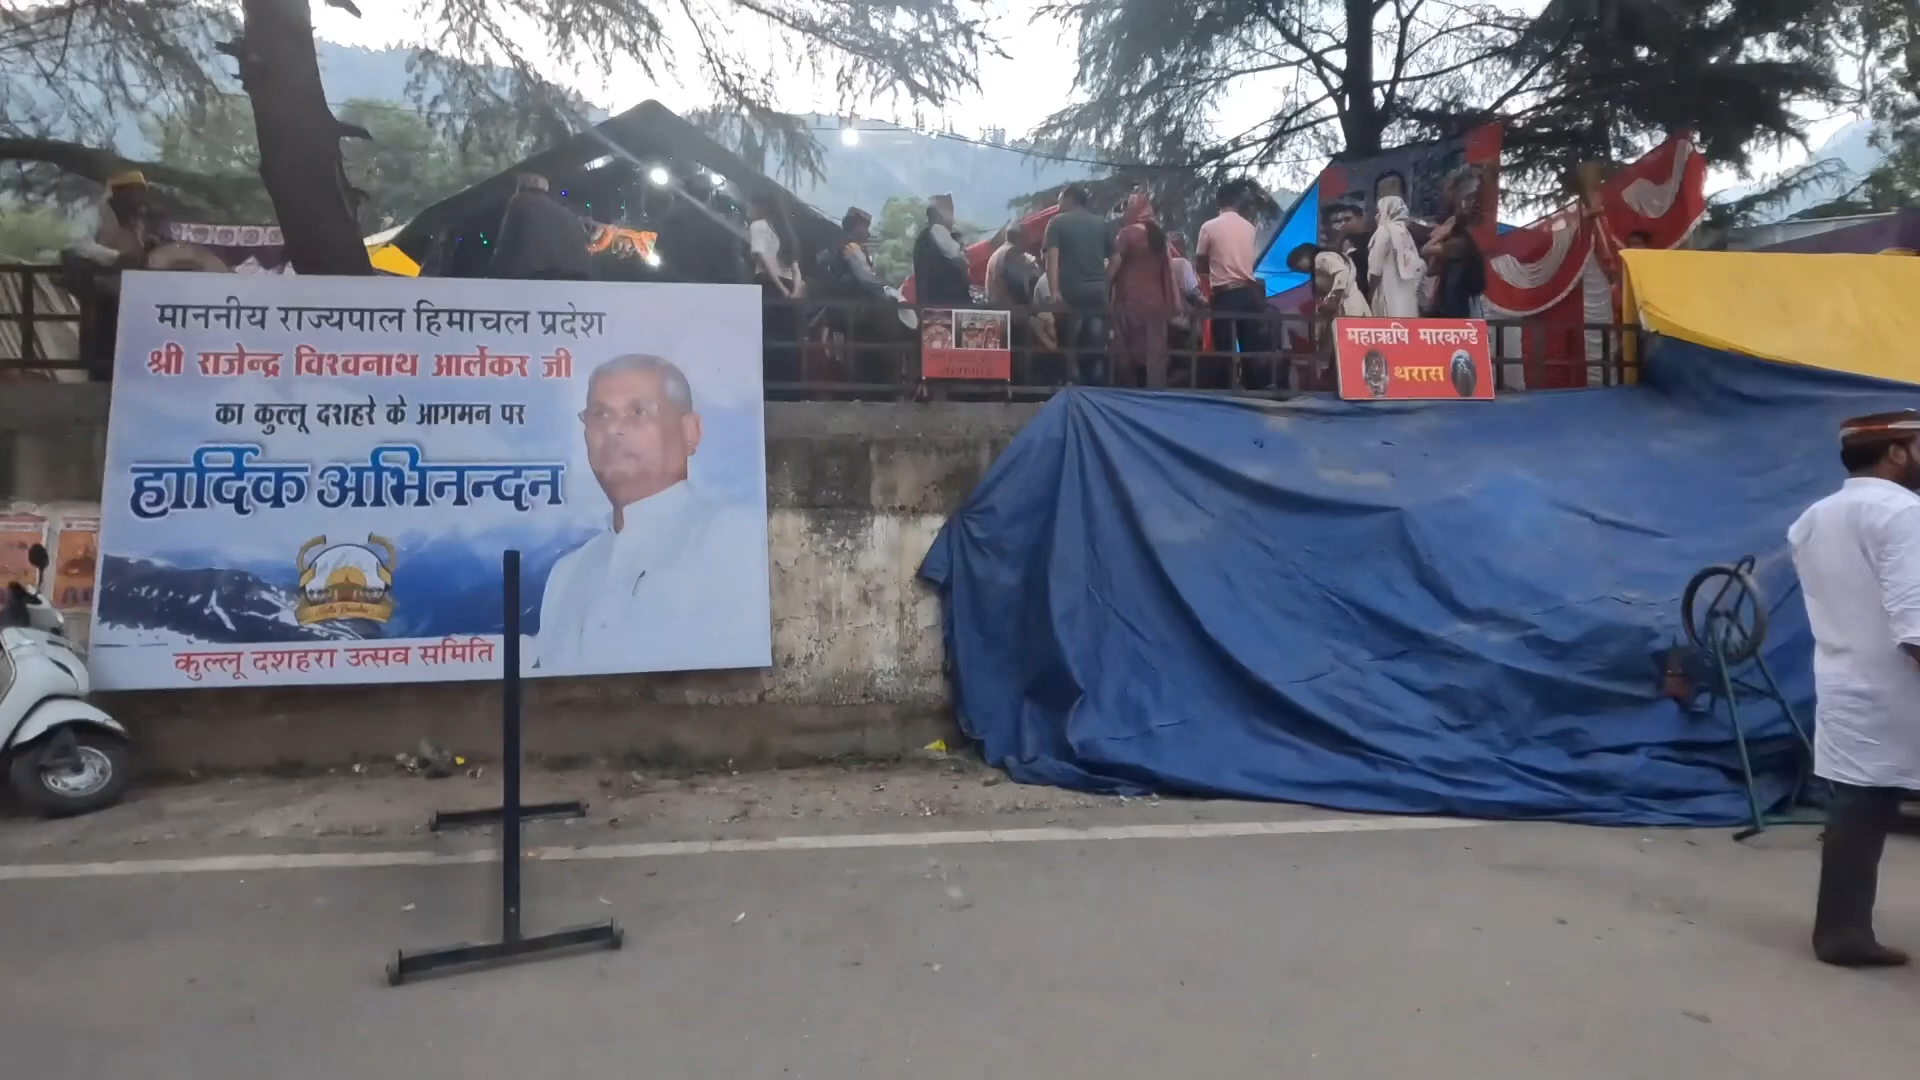 माननीय राज्यपाल हिमाचल प्रदेश
श्री राजेन्द्र विश्वनाथ आर्लेकर जी
का कुल्लू दशहरे के आगमन पर
हार्दिक अभिनन्दन
कुल्लू दशहरा उत्सव समिति
महाऋषि मारकण्डे
थरास